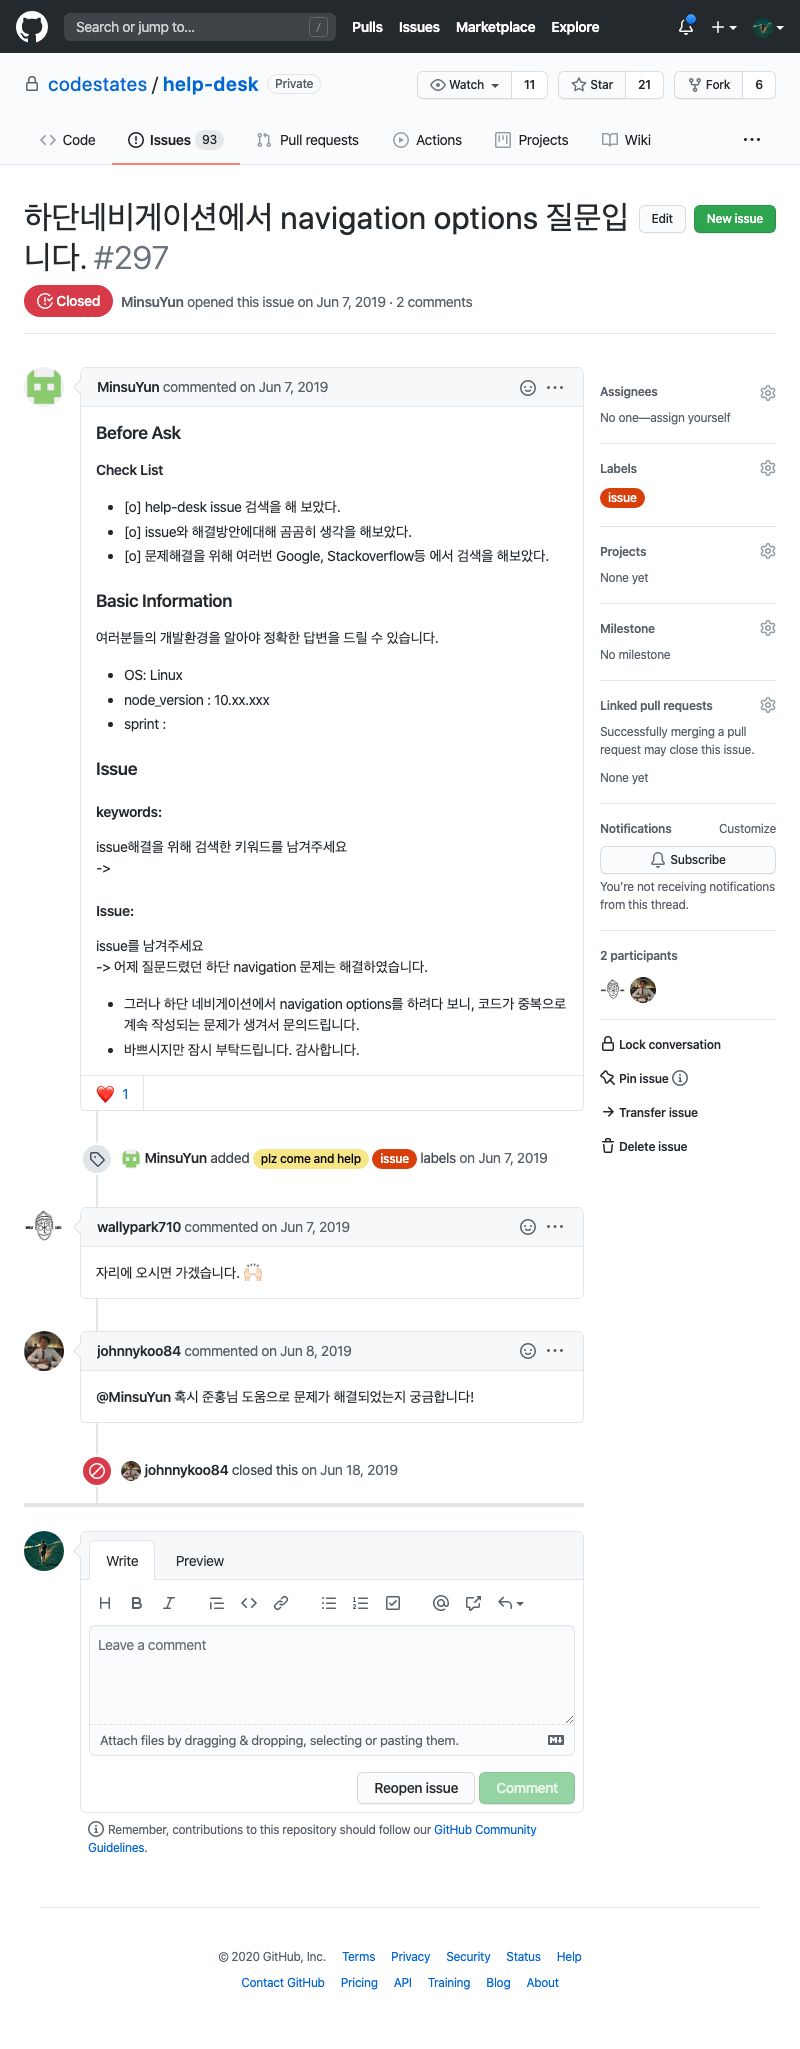 Search or jump to... /
Pulls Issues Marketplace Explore
codestates / help-desk Private
Watch 11 Star 21 Fork 6
Code Issues 93 Pull requests Actions Projects Wiki
하단네비게이션에서 navigation options 질문입
니다. #297
Edit New issue
Closed MinsuYun opened this issue on Jun 7, 2019 · 2 comments
MinsuYun commented on Jun 7, 2019
Before Ask
Check List
[o] help-desk issue 검색을 해 보았다.
[o] issue와 해결방안에대해 곰곰히 생각을 해보았다.
[o] 문제해결을 위해 여러번 Google, Stackoverflow등 에서 검색을 해보았다.
Basic Information
여러분들의 개발환경을 알아야 정확한 답변을 드릴 수 있습니다.
OS: Linux
node_version : 10.xx.xxx
sprint :
Issue
keywords:
issue해결을 위해 검색한 키워드를 남겨주세요
->
Issue:
issue를 남겨주세요
-> 어제 질문드렸던 하단 navigation 문제는 해결하였습니다.
그러나 하단 네비게이션에서 navigation options를 하려다 보니, 코드가 중복으로
계속 작성되는 문제가 생겨서 문의드립니다.
바쁘시지만 잠시 부탁드립니다. 감사합니다.
❤️ 1
MinsuYun added plz come and help issue labels on Jun 7, 2019
wallypark710 commented on Jun 7, 2019
자리에 오시면 가겠습니다. 🙌🏻
johnnykoo84 commented on Jun 8, 2019
@MinsuYun 혹시 준홍님 도움으로 문제가 해결되었는지 궁금합니다!
johnnykoo84 closed this on Jun 18, 2019
Assignees
No one—assign yourself
Labels
issue
Projects
None yet
Milestone
No milestone
Linked pull requests
Successfully merging a pull
request may close this issue.
None yet
Notifications Customize
Subscribe
You're not receiving notifications
from this thread.
2 participants
Lock conversation
Pin issue
Transfer issue
Delete issue
Write Preview
H B I
Leave a comment
Attach files by dragging & dropping, selecting or pasting them.
Reopen issue Comment
Remember, contributions to this repository should follow our GitHub Community
Guidelines.
© 2020 GitHub, Inc. Terms Privacy Security Status Help
Contact GitHub Pricing API Training Blog About